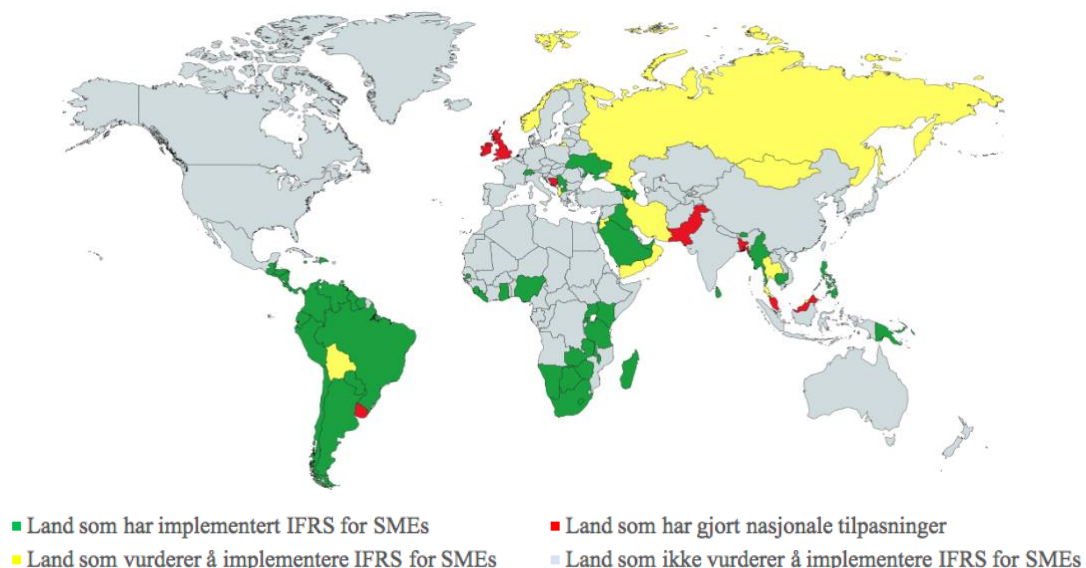 Land som har implementert IFRS for SMEs
Land som har gjort nasjonale tilpasninger
Land som vurderer å implementere IFRS for SMEs
Land som ikke vurderer å implementere IFRS for SMEs